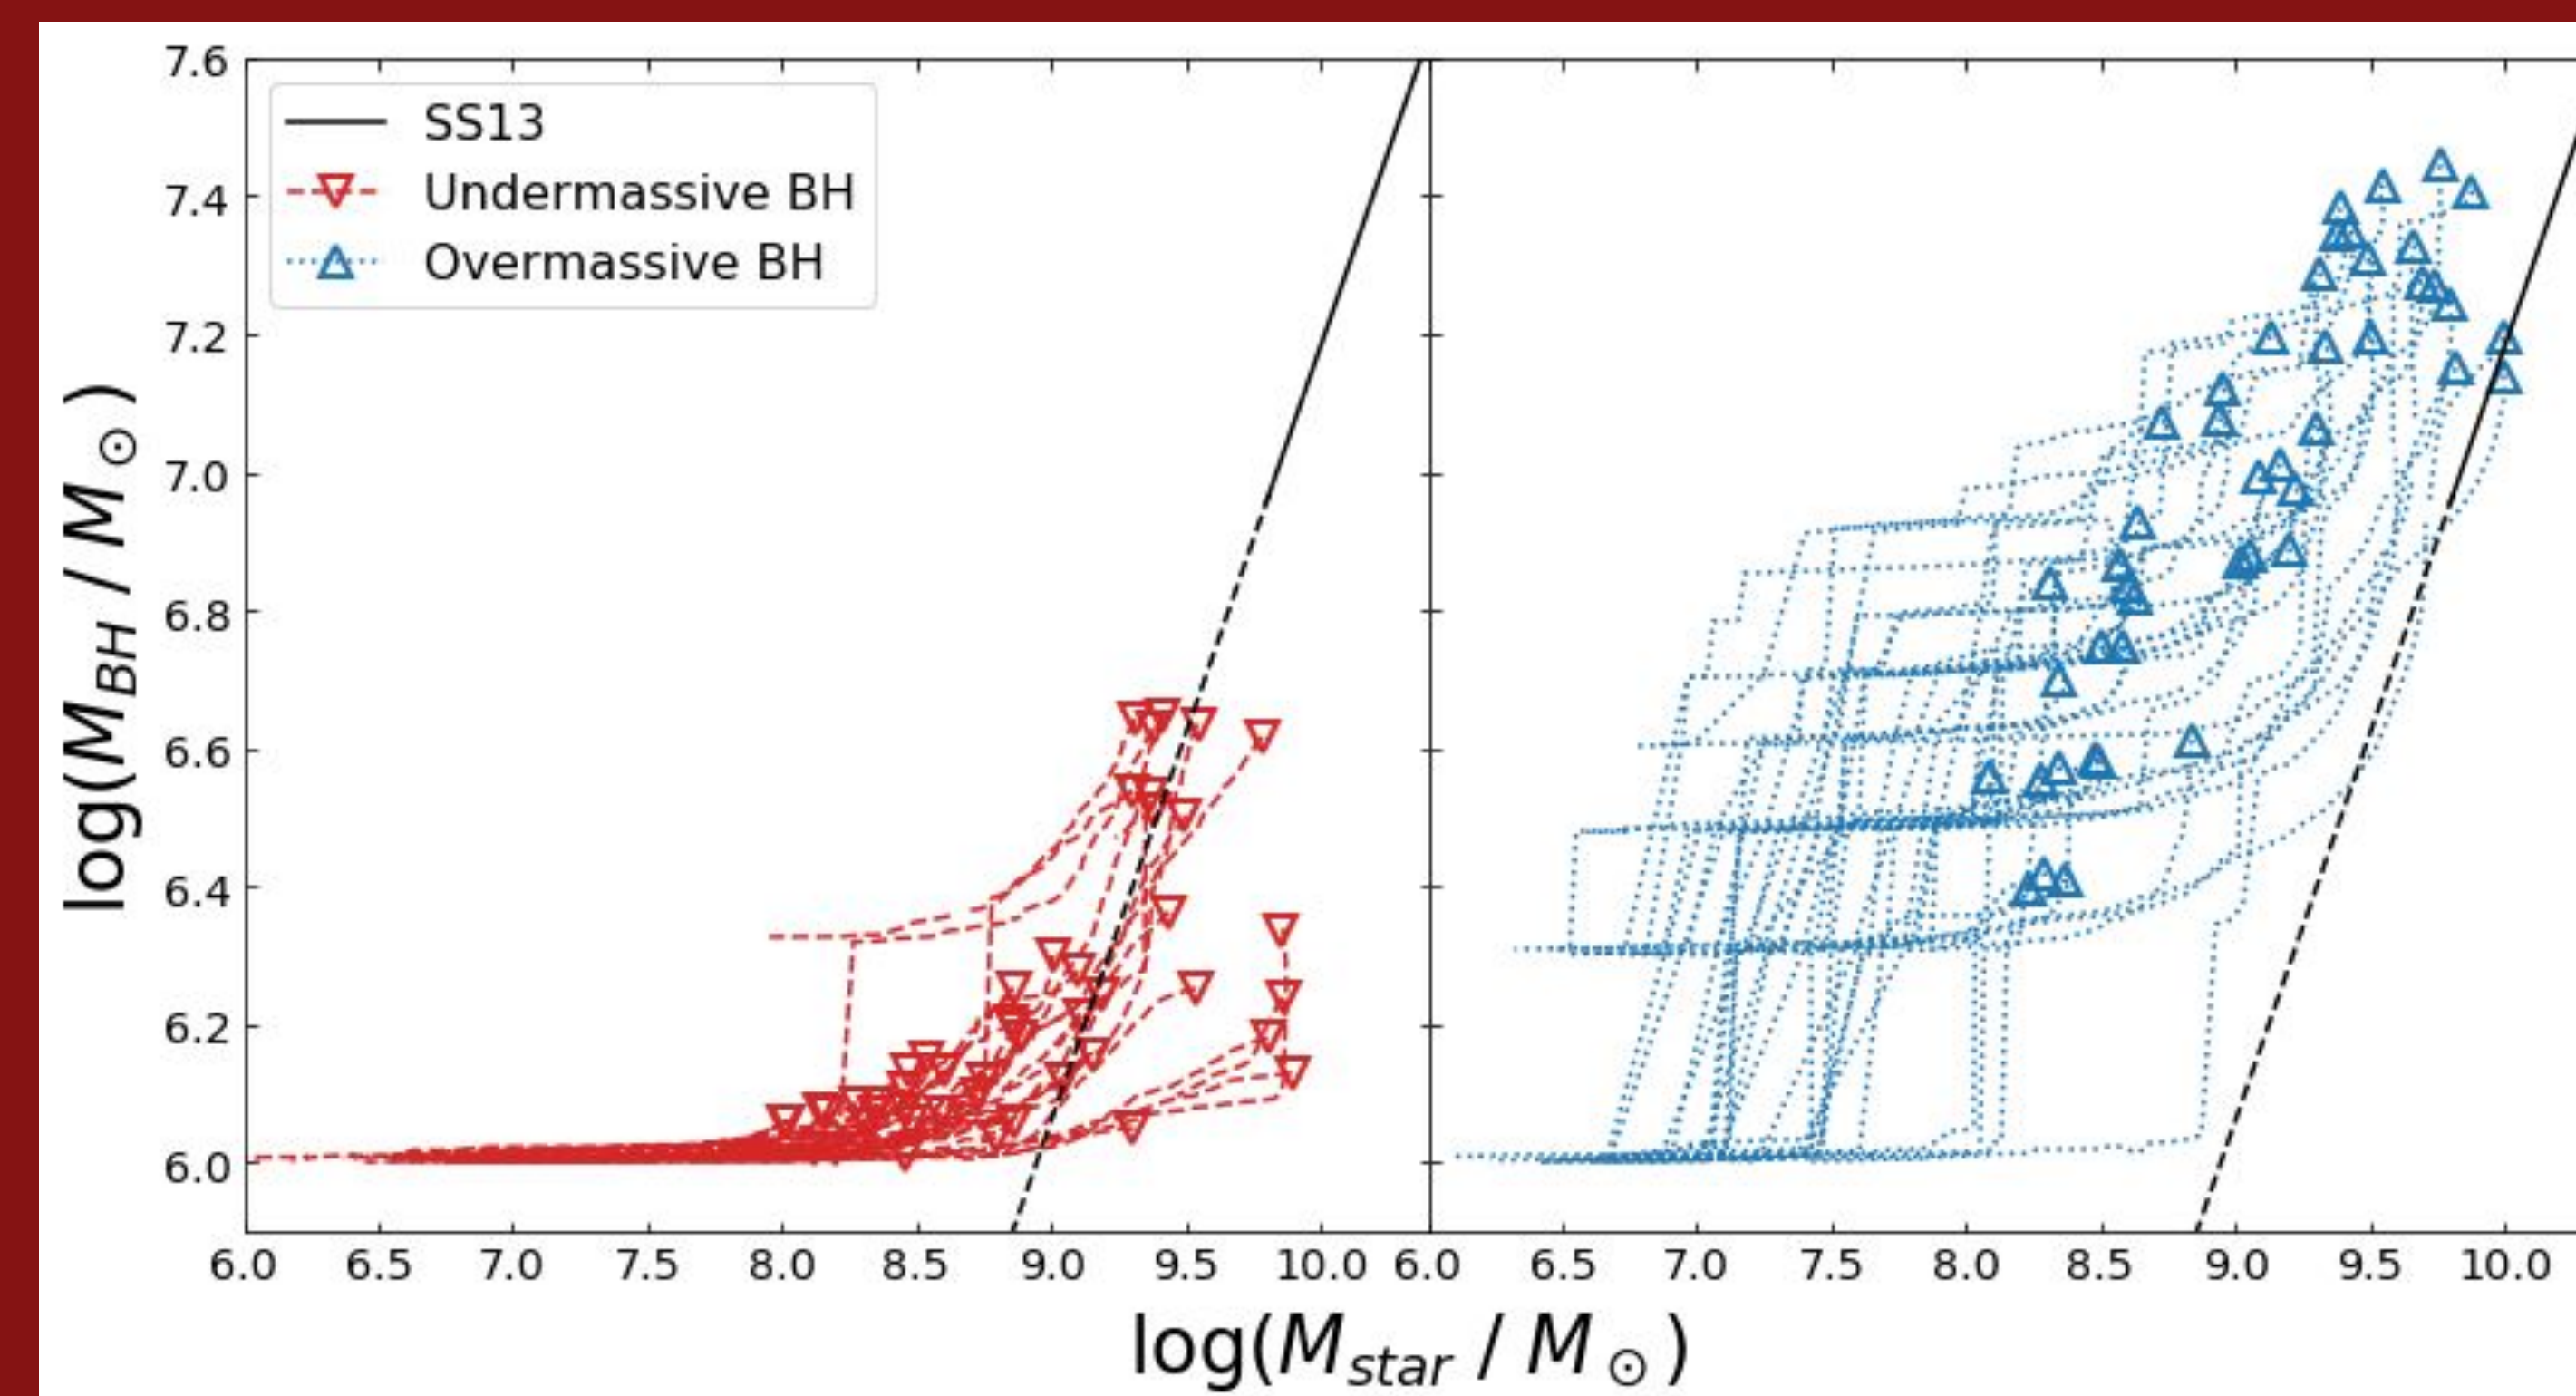 7.6
7.4
7.2
7.0
6.8
6.6
6.4
6.2
6.0
log(M_BH / M_⊙)
SS13
Undermassive BH
Overmassive BH
6.0 6.5 7.0 7.5 8.0 8.5 9.0 9.5 10.0 6.0 6.5 7.0 7.5 8.0 8.5 9.0 9.5 10.0
log(M_star / M_⊙)